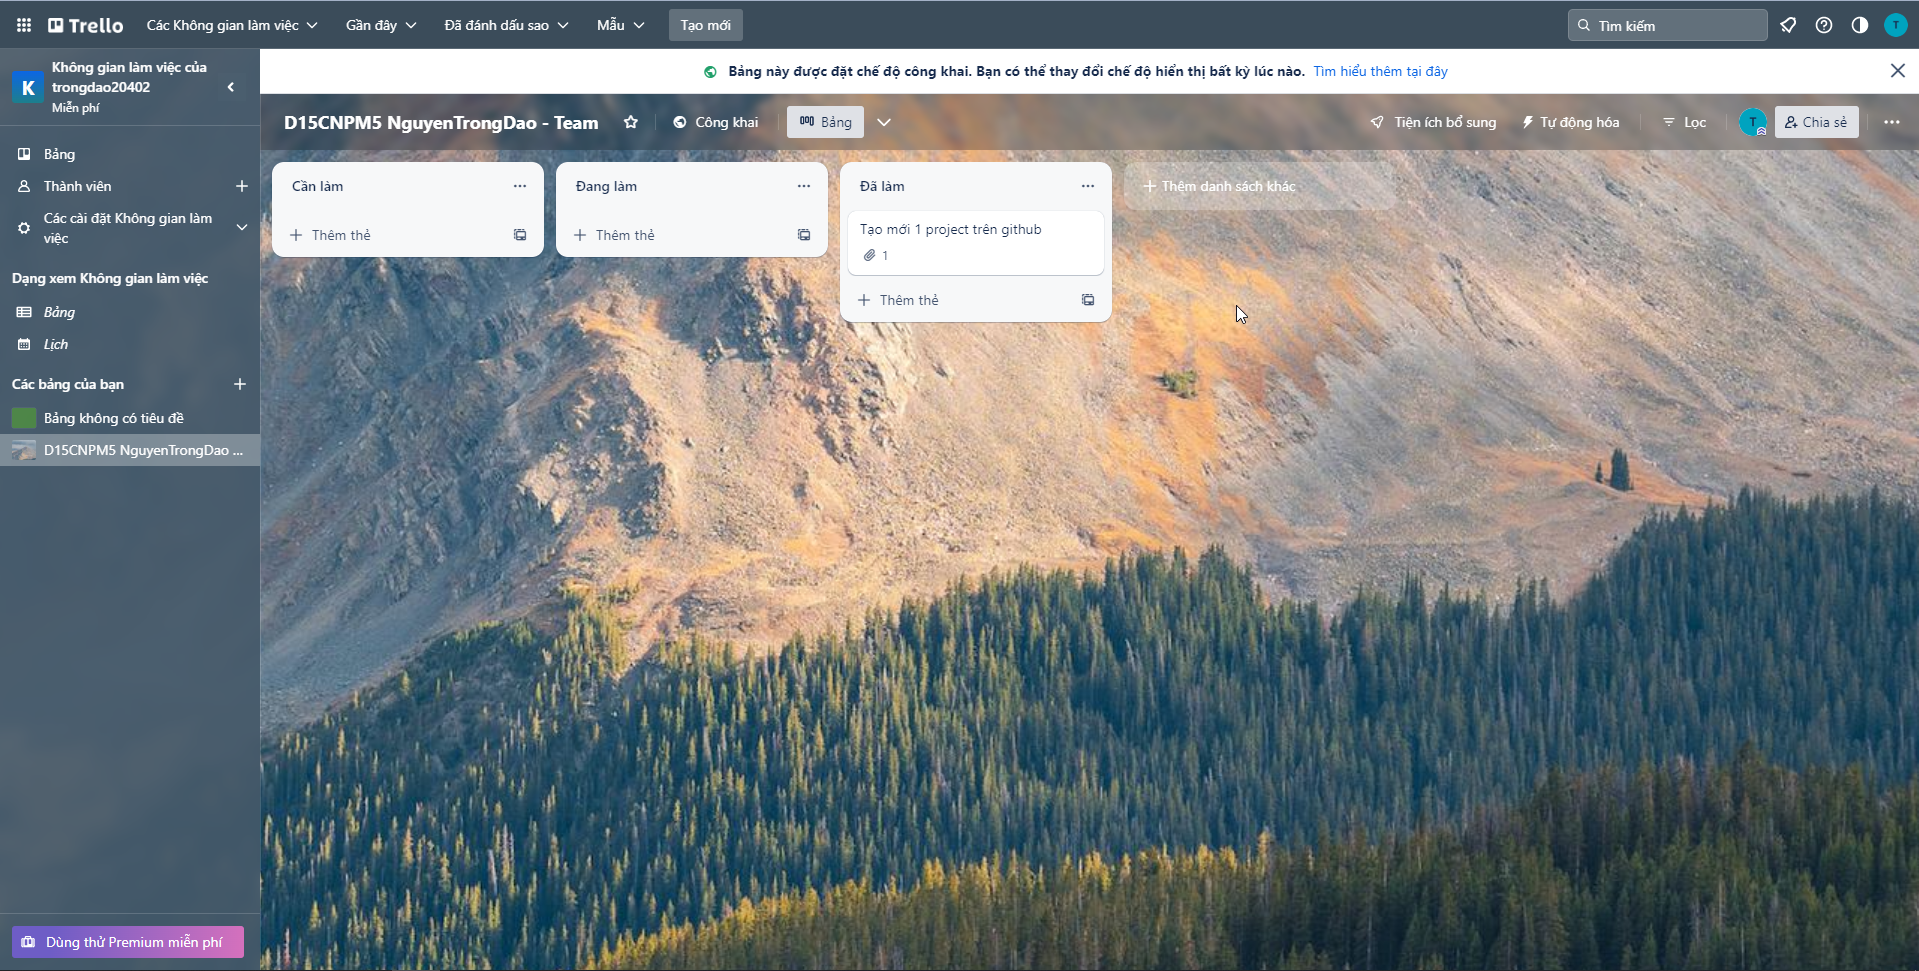 Trello
Các Không gian làm việc
Gần đây
Đã đánh dấu sao
Mẫu
Tạo mới
Tìm kiếm
T
K
Không gian làm việc của
trongdao20402
Miễn phí
Bảng này được đặt chế độ công khai. Bạn có thể thay đổi chế độ hiển thị bất kỳ lúc nào. Tìm hiểu thêm tại đây
D15CNPM5 NguyenTrongDao - Team
Công khai
Bảng
Tiện ích bổ sung
Tự động hóa
Lọc
T
Chia sẻ
Bảng
Thành viên
Các cài đặt Không gian làm
việc
Dạng xem Không gian làm việc
Bảng
Lịch
Các bảng của bạn
Bảng không có tiêu đề
D15CNPM5 NguyenTrongDao ...
Dùng thử Premium miễn phí
Cần làm
Thêm thẻ
Đang làm
Thêm thẻ
Đã làm
Tạo mới 1 project trên github
1
Thêm thẻ
Thêm danh sách khác